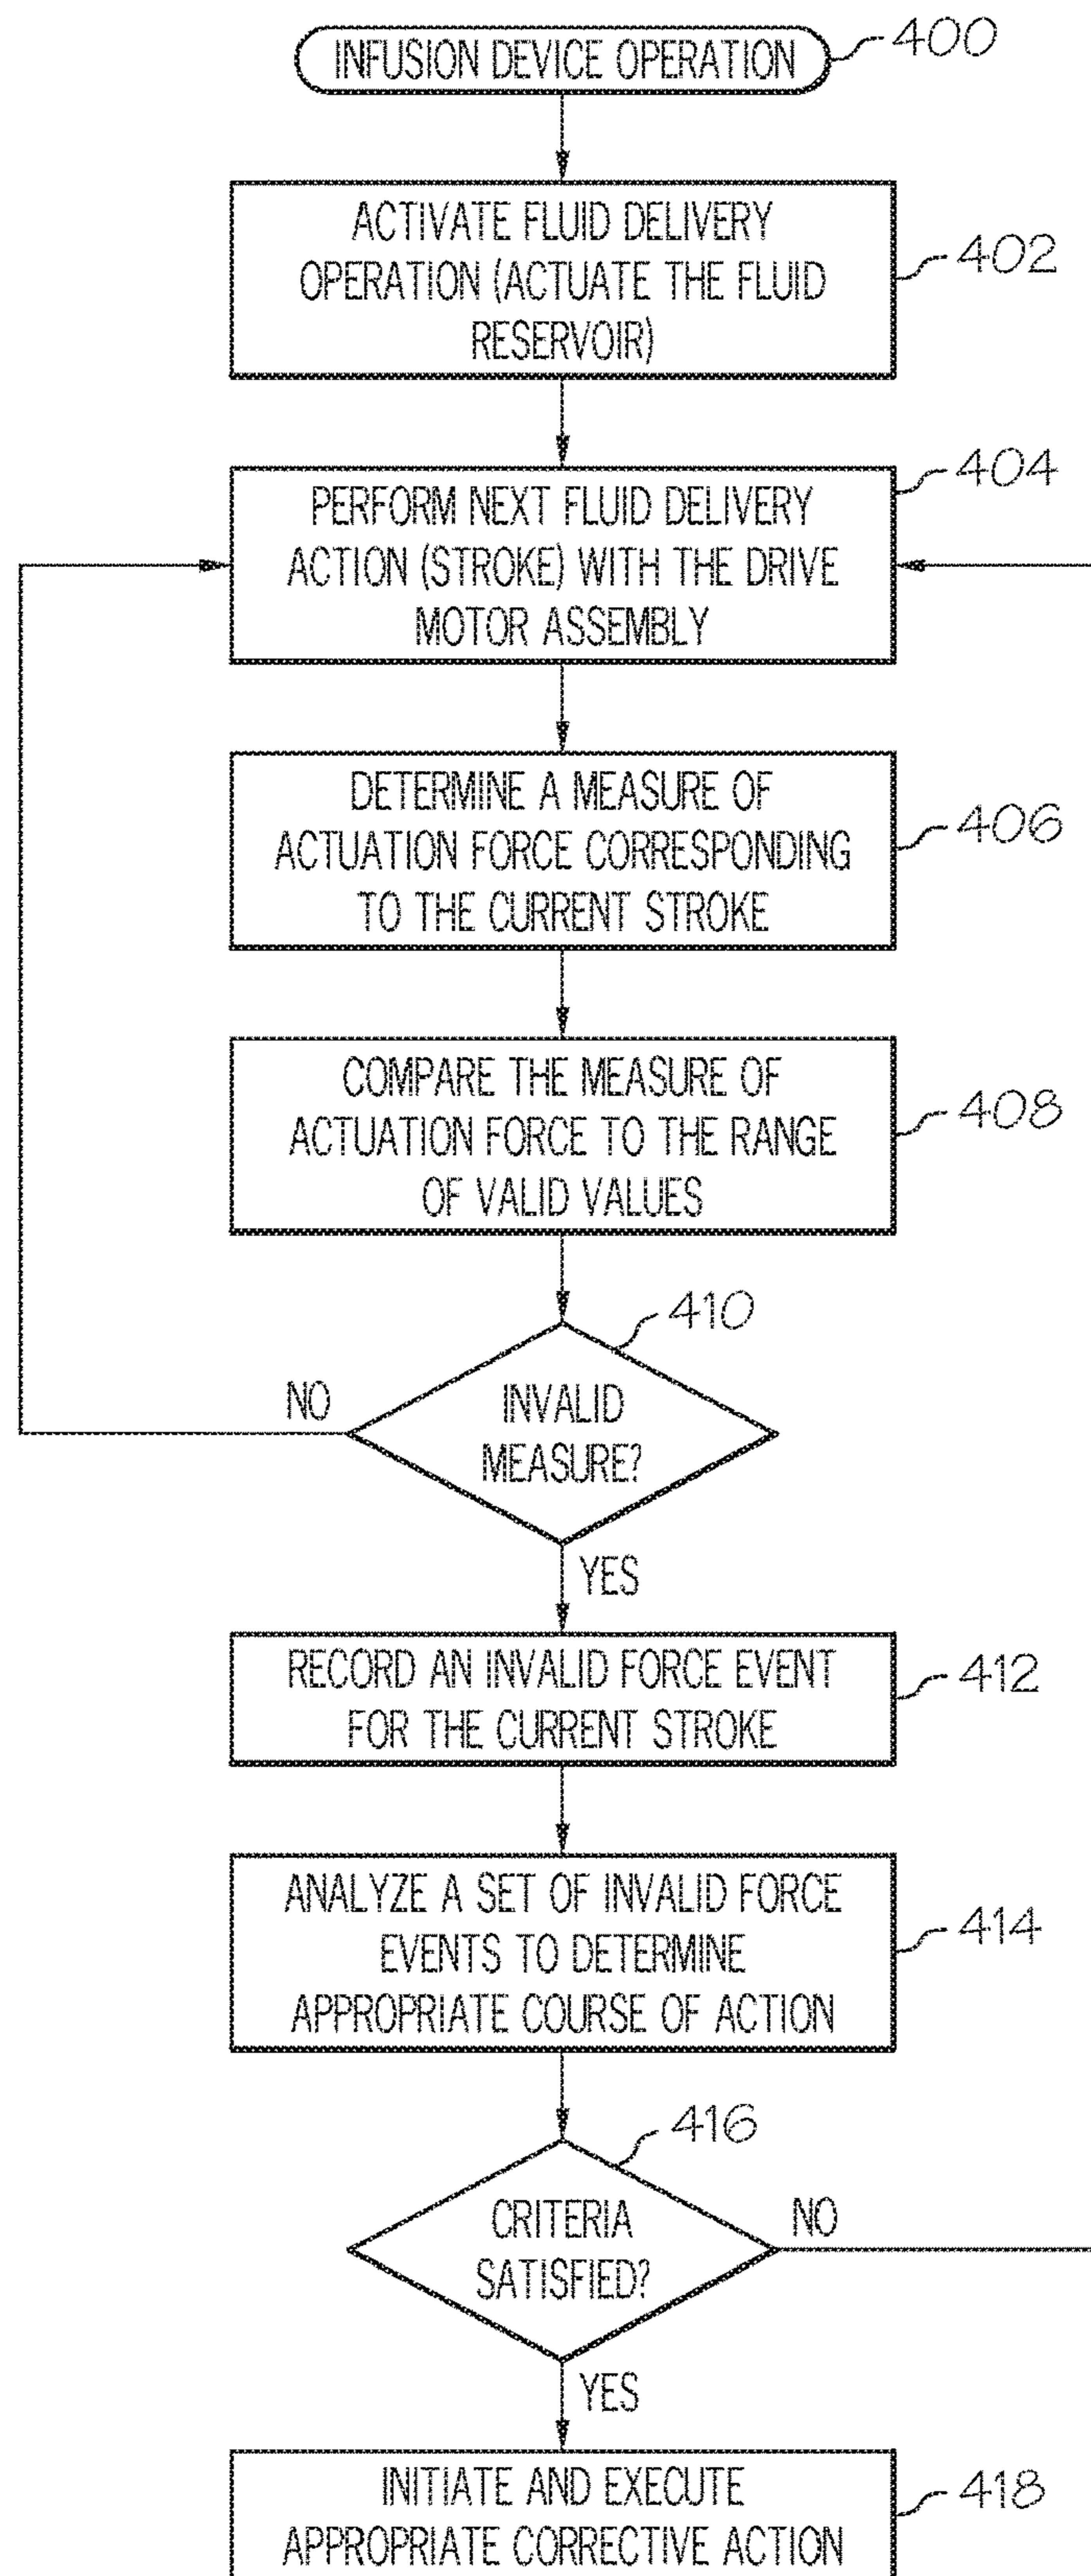 INFUSION DEVICE OPERATION
400
ACTIVATE FLUID DELIVERY
OPERATION (ACTUATE THE FLUID
RESERVOIR)
402
PERFORM NEXT FLUID DELIVERY
ACTION (STROKE) WITH THE DRIVE
MOTOR ASSEMBLY
404
DETERMINE A MEASURE OF
ACTUATION FORCE CORRESPONDING
TO THE CURRENT STROKE
406
COMPARE THE MEASURE OF
ACTUATION FORCE TO THE RANGE
OF VALID VALUES
408
410
INVALID
MEASURE?
NO
YES
RECORD AN INVALID FORCE EVENT
FOR THE CURRENT STROKE
412
ANALYZE A SET OF INVALID FORCE
EVENTS TO DETERMINE
APPROPRIATE COURSE OF ACTION
414
416
CRITERIA
SATISFIED?
NO
YES
INITIATE AND EXECUTE
APPROPRIATE CORRECTIVE ACTION
418